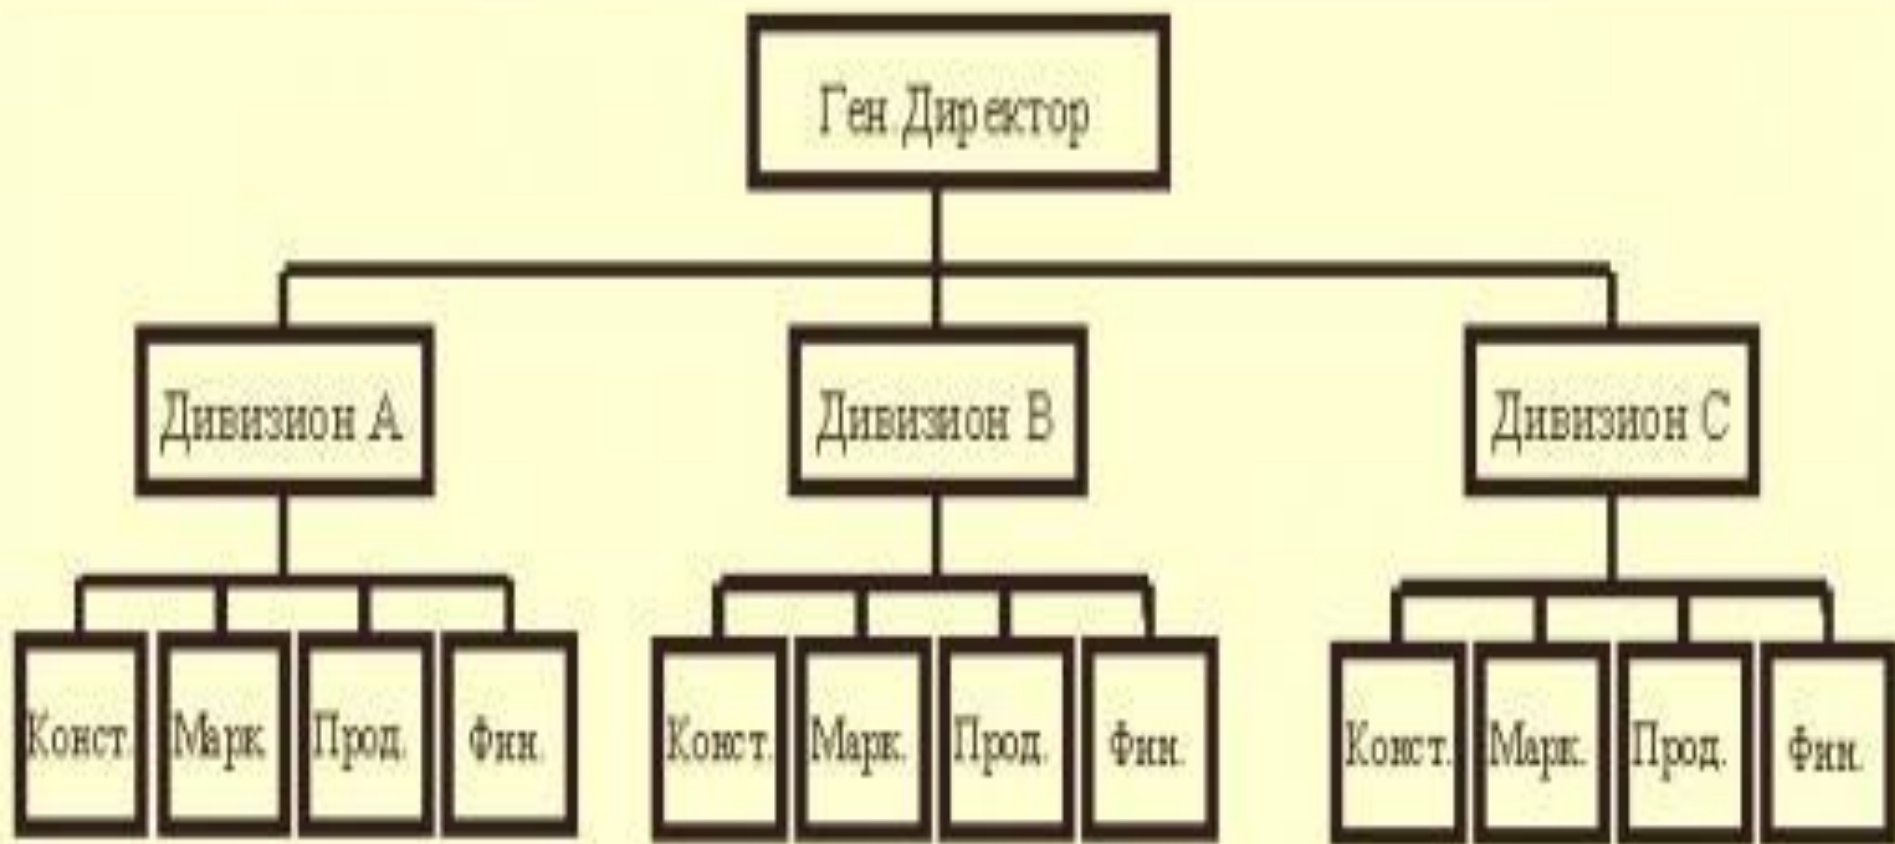 Ген. Директор
Дивизион А
Дивизион В
Дивизион С
Конст.
Марк.
Прод.
Фин.
Конст.
Марк.
Прод.
Фин.
Конст.
Марк.
Прод.
Фин.